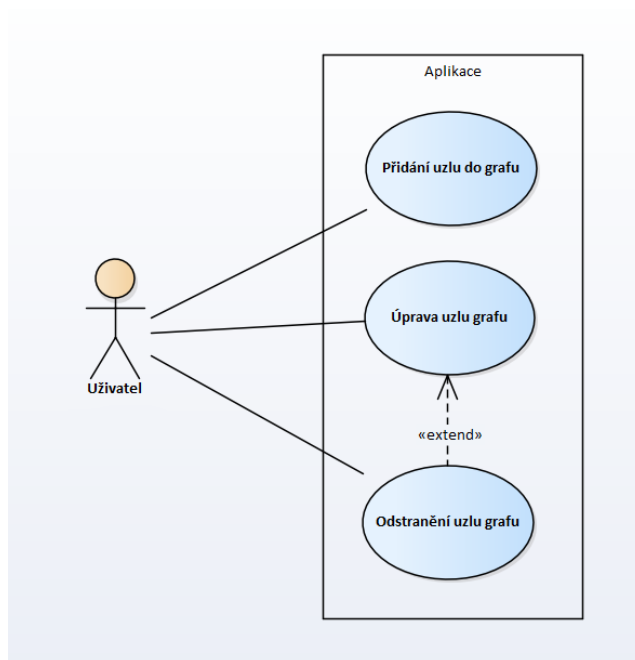 Aplikace
Přidání uzlu do grafu
Úprava uzlu grafu
Uživatel
«extend»
Odstranění uzlu grafu